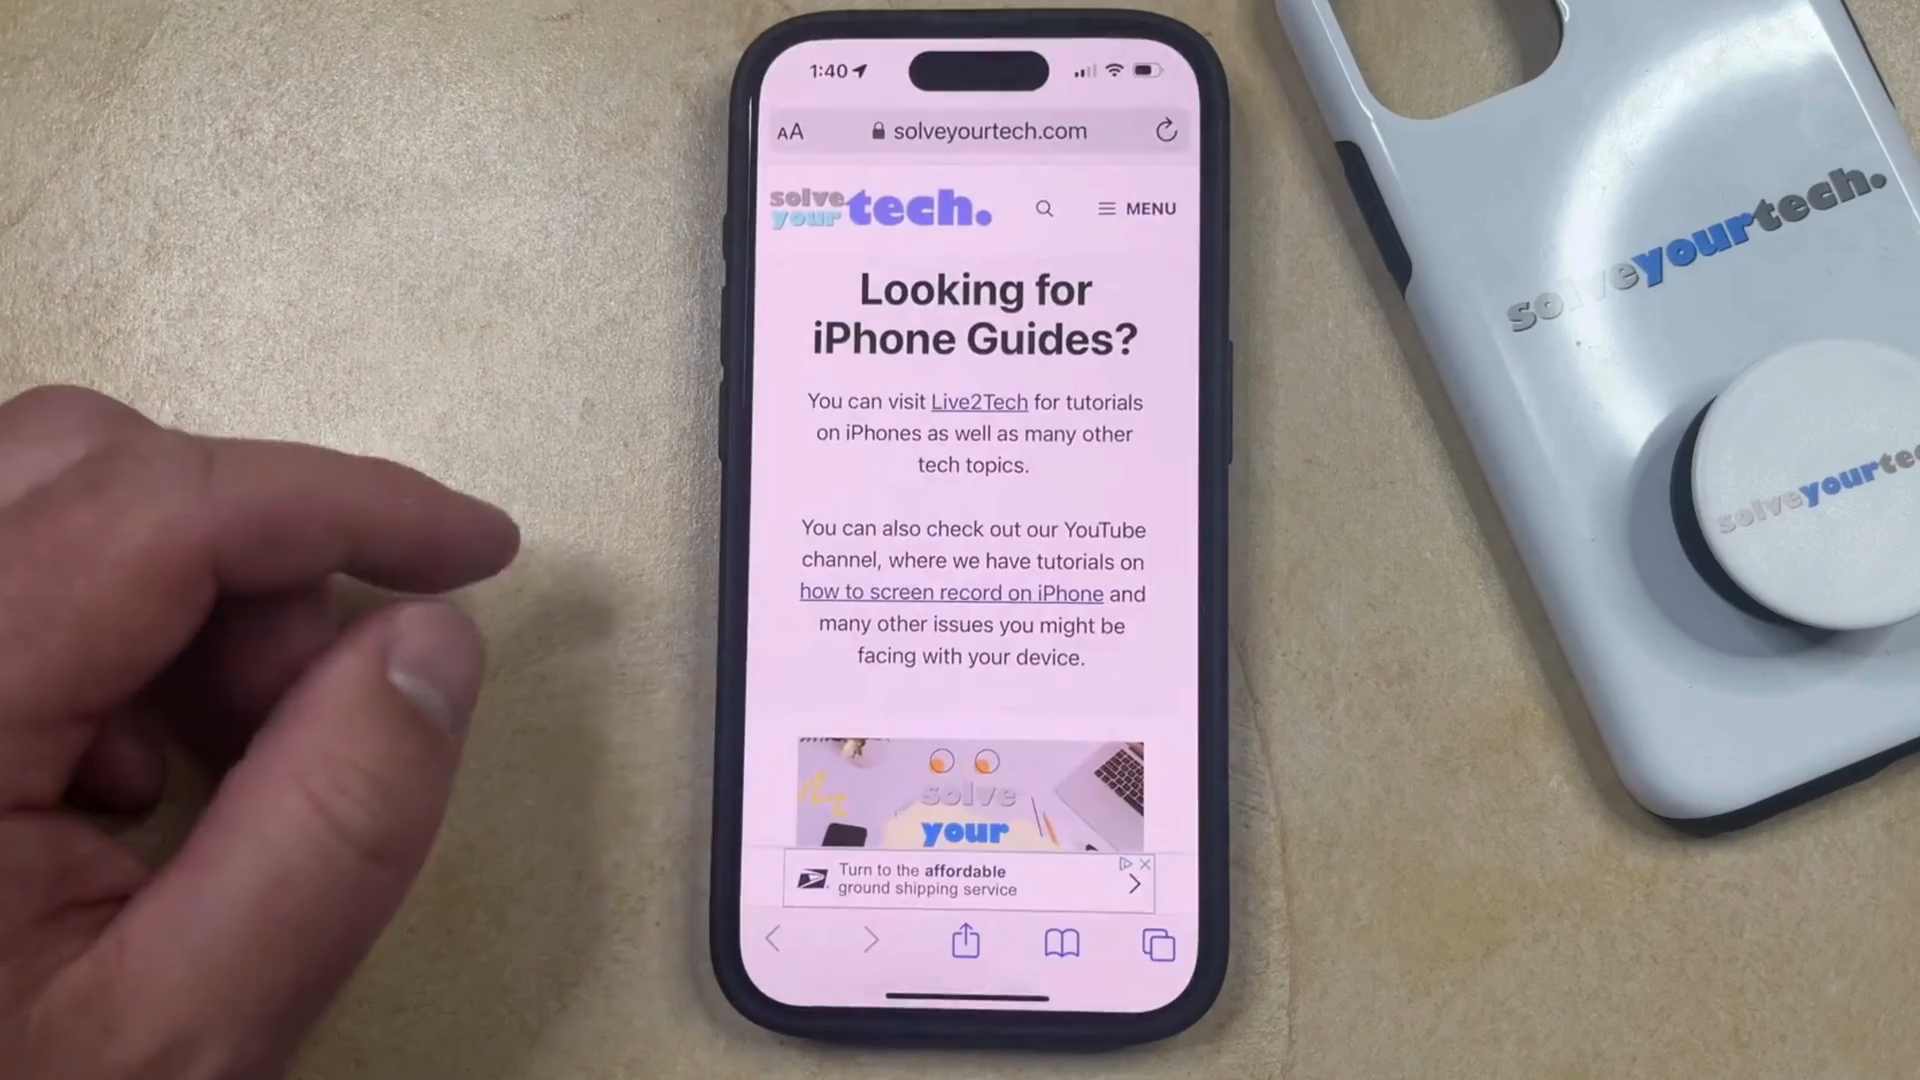 1:40
AA solveyourtech.com
solve
your tech.
MENU
Looking for
iPhone Guides?
You can visit Live2Tech for tutorials
on iPhones as well as many other
tech topics.
You can also check out our YouTube
channel, where we have tutorials on
how to screen record on iPhone and
many other issues you might be
facing with your device.
solve
your
Turn to the affordable
ground shipping service
solveyourtech.
solveyourte